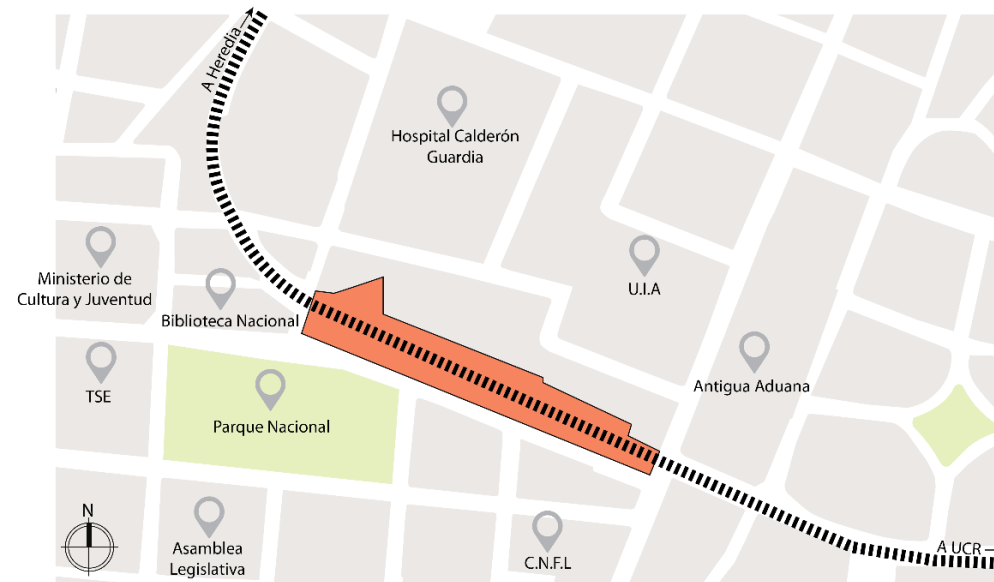 A Heredia
Hospital Calderón
Guardia
Ministerio de
Cultura y Juventud
U.I.A
Biblioteca Nacional
TSE
Antigua Aduana
Parque Nacional
N
Asamblea
Legislativa
C.N.F.L
A UCR